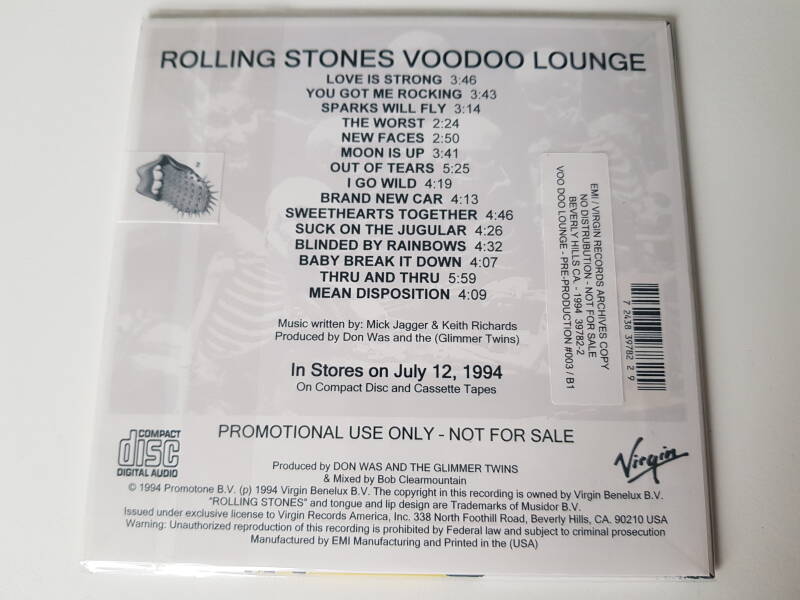 ROLLING STONES VOODOO LOUNGE
LOVE IS STRONG 3:46
YOU GOT ME ROCKING 3:43
SPARKS WILL FLY 3:14
THE WORST 2:24
NEW FACES 2:50
MOON IS UP 3:41
OUT OF TEARS 5:25
I GO WILD 4:19
BRAND NEW CAR 4:13
SWEETHEARTS TOGETHER 4:46
SUCK ON THE JUGULAR 4:26
BLINDED BY RAINBOWS 4:32
BABY BREAK IT DOWN 4:07
THRU AND THRU 5:59
MEAN DISPOSITION 4:09
Music written by: Mick Jagger & Keith Richards
Produced by Don Was and the (Glimmer Twins)
In Stores on July 12, 1994
On Compact Disc and Cassette Tapes
EMI / VIRGIN RECORDS ARCHIVES COPY
NO DISTRUBUTION - NOT FOR SALE
BEVERLY HILLS CA. - 1994 39782-2
VOO DOO LOUNGE - PRE-PRODUCTION #003 / B1
7 2438 39782 2 9
PROMOTIONAL USE ONLY - NOT FOR SALE
COMPACT
disc
DIGITAL AUDIO
Virgin
Produced by DON WAS AND THE GLIMMER TWINS
& Mixed by Bob Clearmountain
© 1994 Promotone B.V. (p) 1994 Virgin Benelux B.V. The copyright in this recording is owned by Virgin Benelux B.V.
"ROLLING STONES" and tongue and lip design are Trademarks of Musidor B.V.
Issued under exclusive license to Virgin Records America, Inc. 338 North Foothill Road, Beverly Hills, CA. 90210 USA
Warning: Unauthorized reproduction of this recording is prohibited by Federal law and subject to criminal prosecution
Manufactured by EMI Manufacturing and Printed in the (USA)